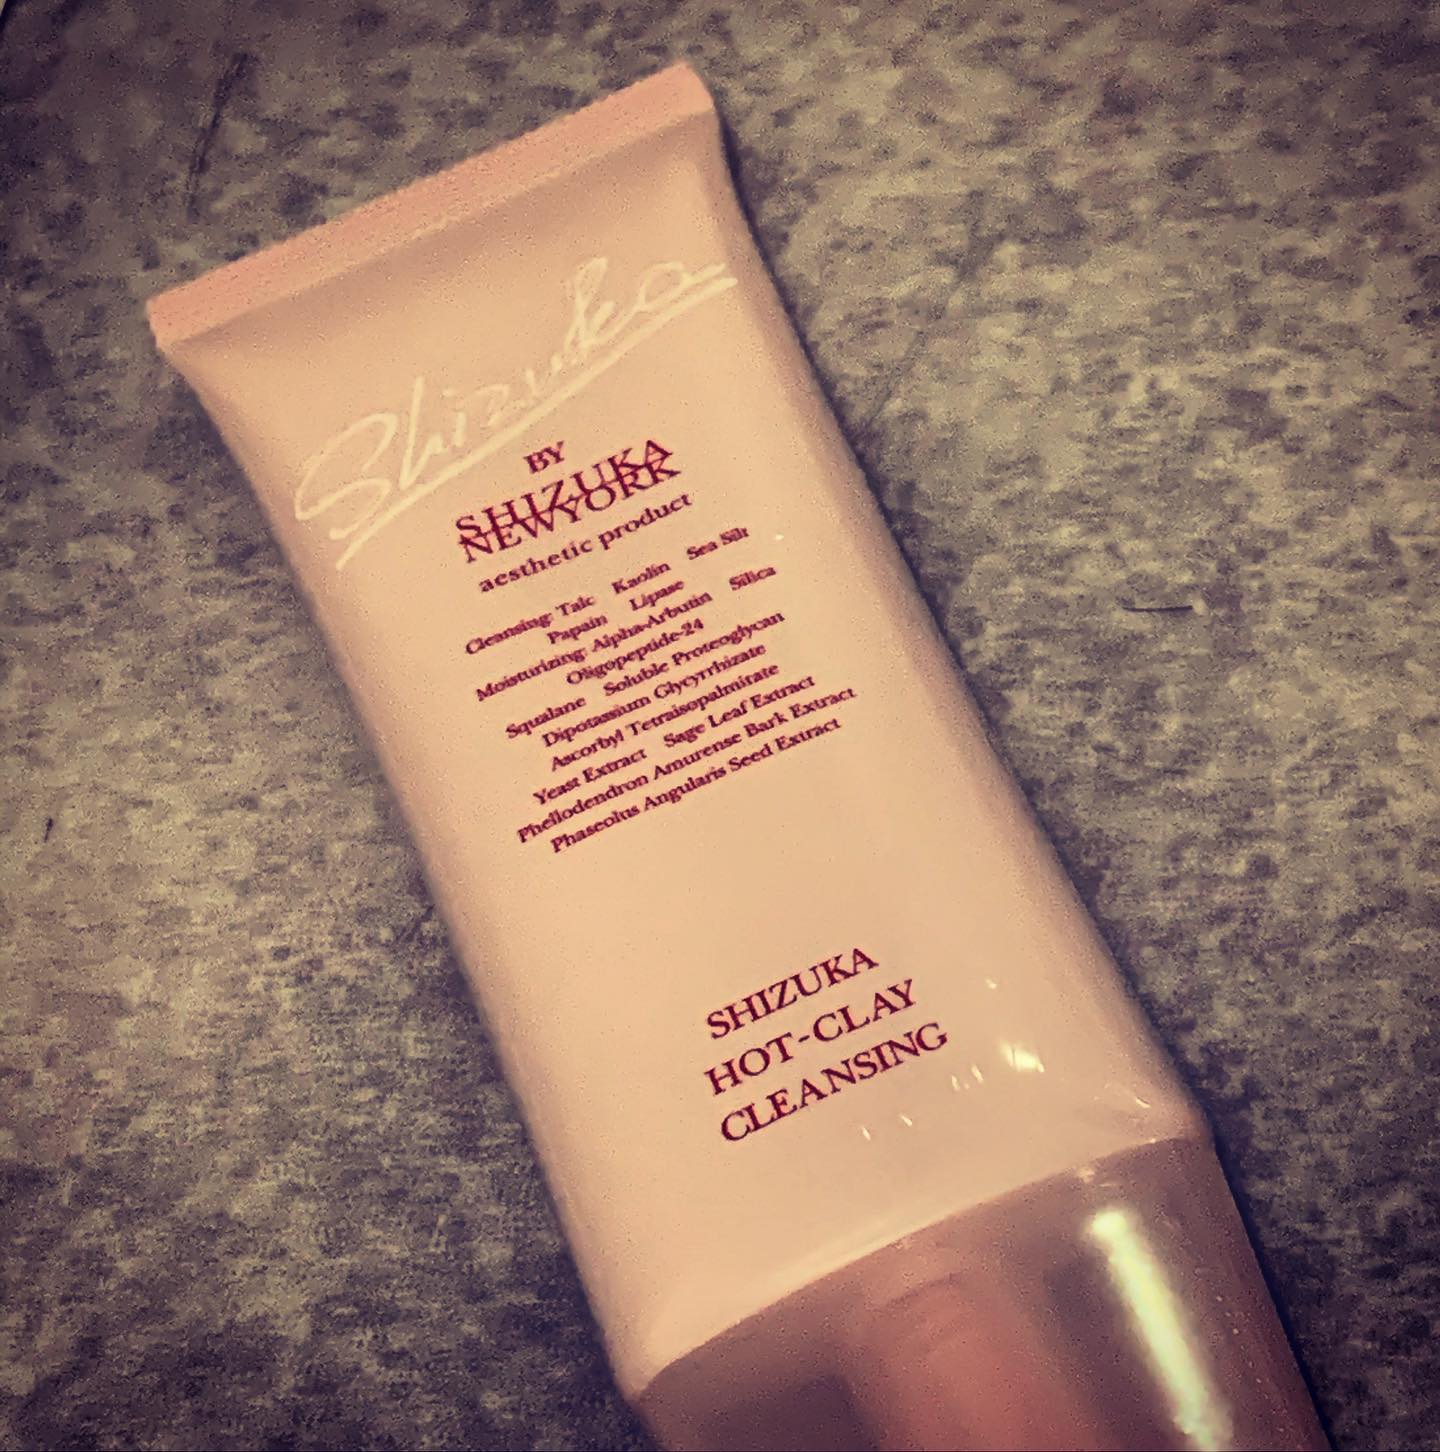 Shizuka
BY
SHIZUKA
NEWYORK
aesthetic product
Cleansing: Talc Kaolin Sea Silt
Papain Lipase
Moisturizing: Alpha-Arbutin Silica
Oligopeptide-24
Squalane Soluble Proteoglycan
Dipotassium Glycyrrhizate
Ascorbyl Tetraisopalmitate
Yeast Extract Sage Leaf Extract
Phellodendron Amurense Bark Extract
Phaseolus Angularis Seed Extract
SHIZUKA
HOT-CLAY
CLEANSING